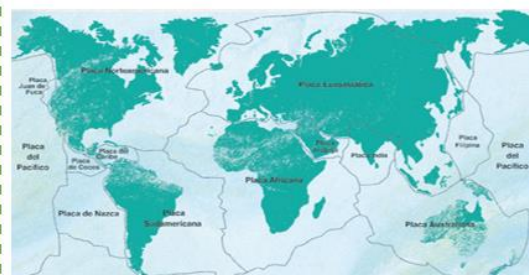 Placa Norteamericana
Placa Euroasiática
Placa
Juan de
Fuca
Placa
del
Pacífico
Placa del
Caribe
Placa
de Cocos
Placa
Placa India
Placa
Filipina
Placa
del
Pacífico
Placa Africana
Placa de Nazca
Placa
Sudamericana
Placa Australiana